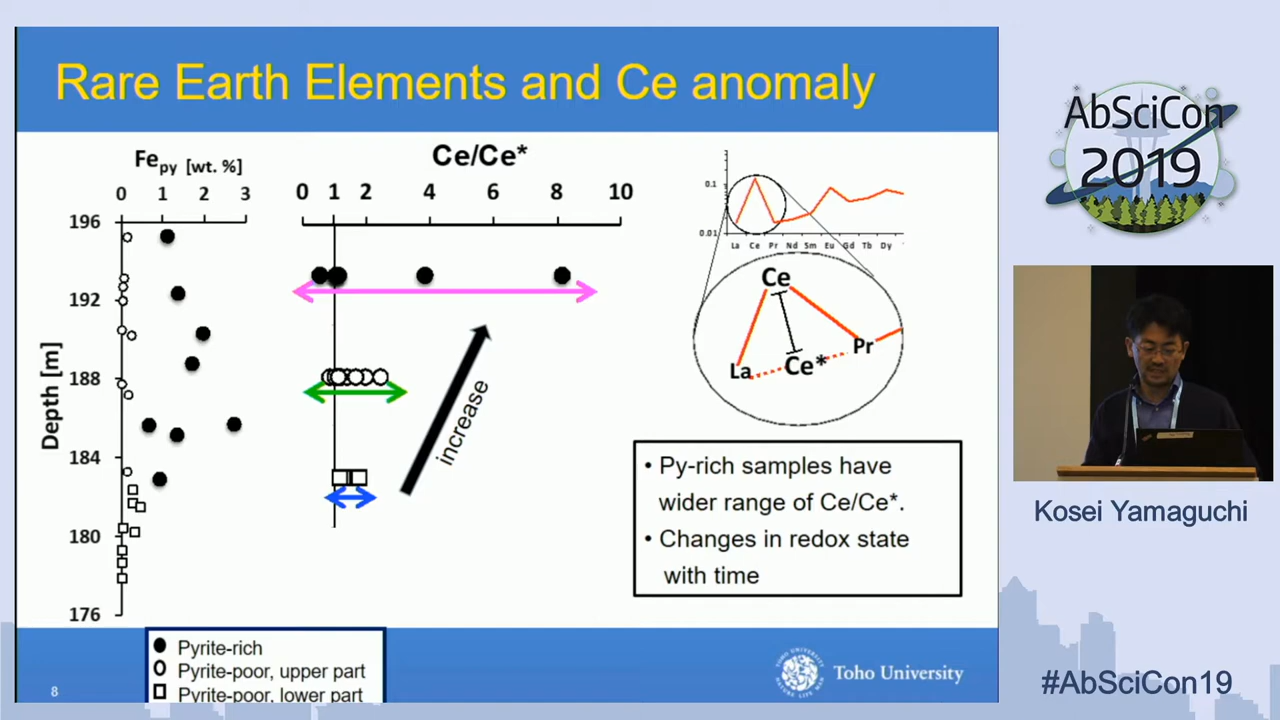 Rare Earth Elements and Ce anomaly
Fe_py [wt. %]
0 1 2 3
Ce/Ce*
0 1 2 4 6 8 10
Depth [m]
196
192
188
184
180
176
increase
0.1
0.01
La Ce Pr Nd Sm Eu Gd Tb Dy
Ce
La
Ce*
Pr
• Py-rich samples have
wider range of Ce/Ce*.
• Changes in redox state
with time
Pyrite-rich
Pyrite-poor, upper part
Pyrite-poor, lower part
8
Toho University
AbSciCon
2019
Kosei Yamaguchi
#AbSciCon19